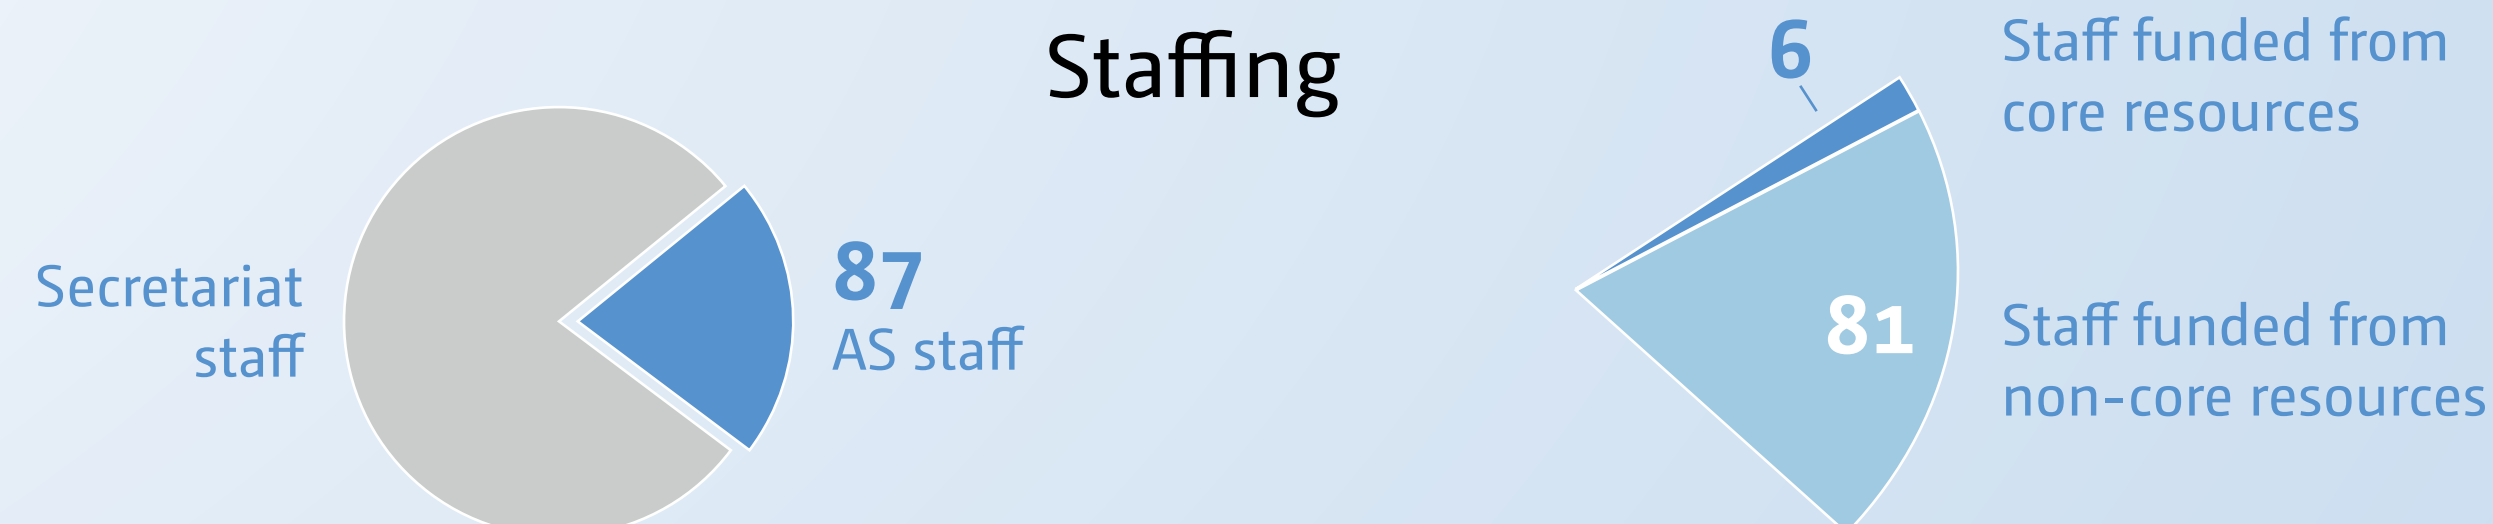 Staffing
Secretariat
staff
87
AS staff
6
Staff funded from
core resources
81
Staff funded from
non-core resources